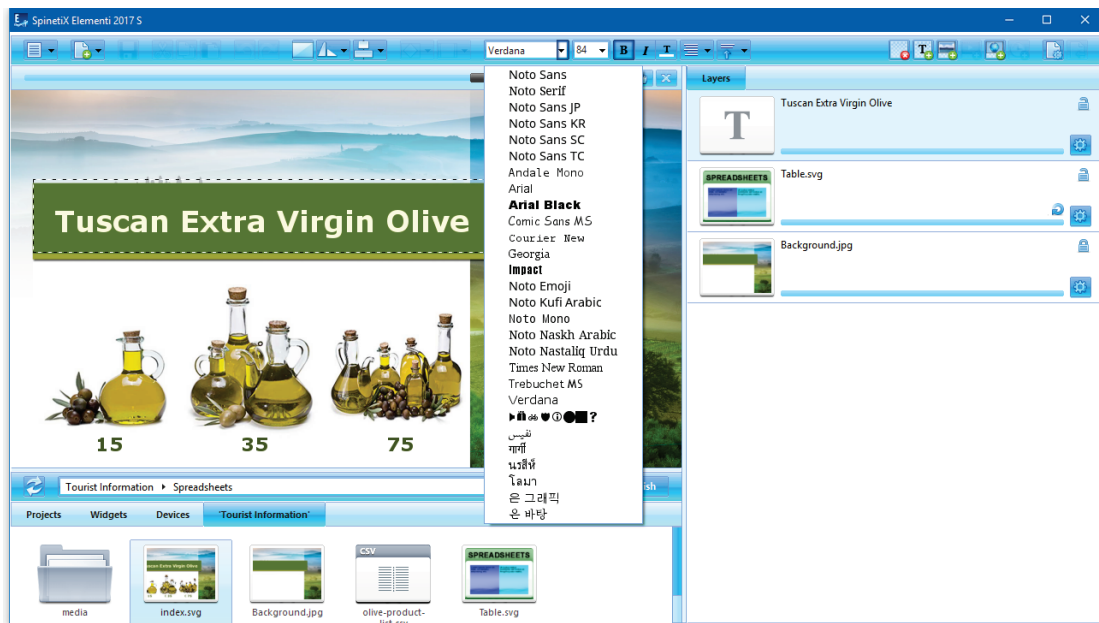 SpinetiX Elementi 2017 S
Verdana 84 B I T
Layers
Noto Sans
Noto Serif
Noto Sans JP
Noto Sans KR
Noto Sans SC
Noto Sans TC
Andale Mono
Arial
Arial Black
Comic Sans MS
Courier New
Georgia
Impact
Noto Emoji
Noto Kufi Arabic
Noto Mono
Noto Naskh Arabic
Noto Nastaliq Urdu
Times New Roman
Trebuchet MS
Verdana
نفیس
गार्गी
นรสีห์
โลมา
은 그래픽
은 바탕
Tuscan Extra Virgin Olive
15 35 75
T
Tuscan Extra Virgin Olive
SPREADSHEETS
Table.svg
Background.jpg
Tourist Information Spreadsheets
Projects Widgets Devices 'Tourist Information'
media
Tuscan Extra Virgin Olive
index.svg
Background.jpg
CSV
olive-product-
list.csv
SPREADSHEETS
Table.svg